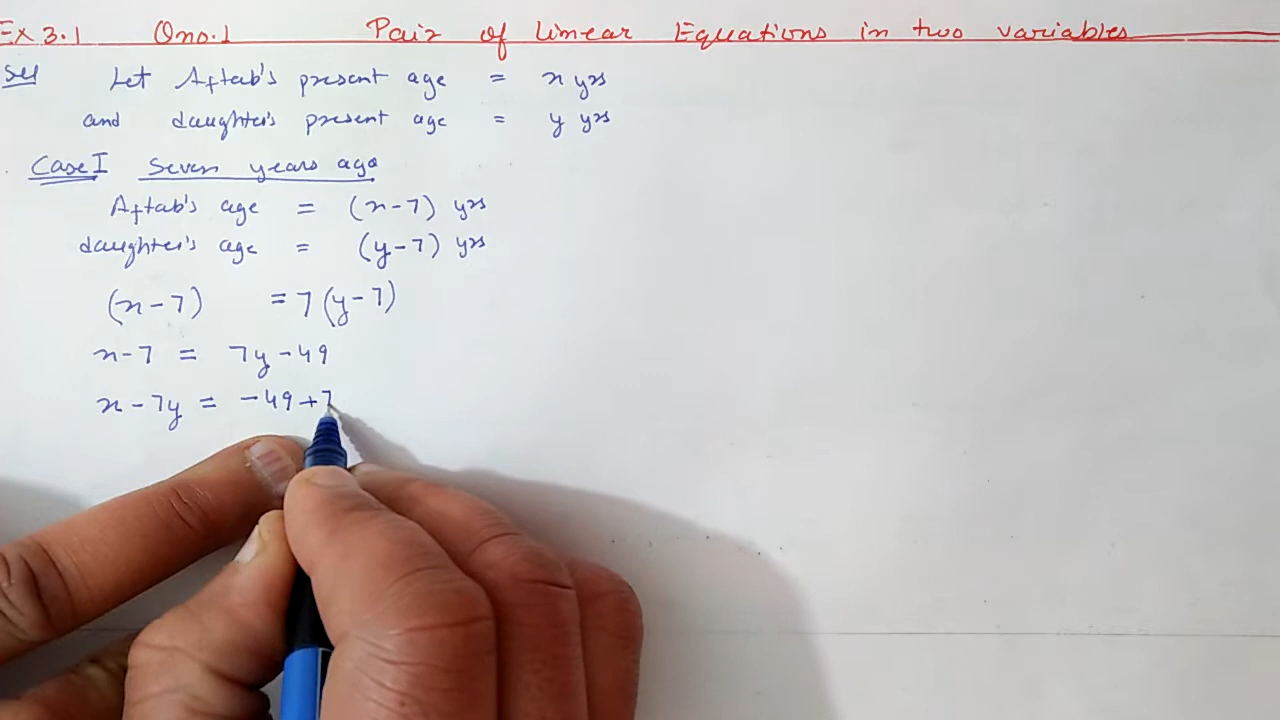 Ex 3.1 Qno.1 Pair of Linear Equations in two variables
Sol Let Aftab's present age = x yrs
and daughter's present age = y yrs
Case I Seven years ago
Aftab's age = (x-7) yrs
daughter's age = (y-7) yrs
(x-7) =7(y-7)
x-7 = 7y-49
x-7y = -49+7